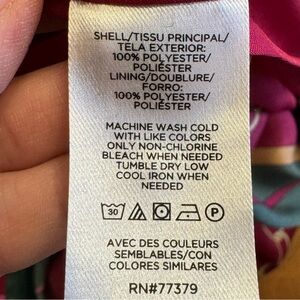 SHELL/TISSU PRINCIPAL/
TELA EXTERIOR:
100% POLYESTER/
POLIÉSTER
LINING/DOUBLURE/
FORRO:
100% POLYESTER/
POLIÉSTER
MACHINE WASH COLD
WITH LIKE COLORS
ONLY NON-CHLORINE
BLEACH WHEN NEEDED
TUMBLE DRY LOW
COOL IRON WHEN
NEEDED
30
AVEC DES COULEURS
SEMBLABLES/CON
COLORES SIMILARES
RN#77379